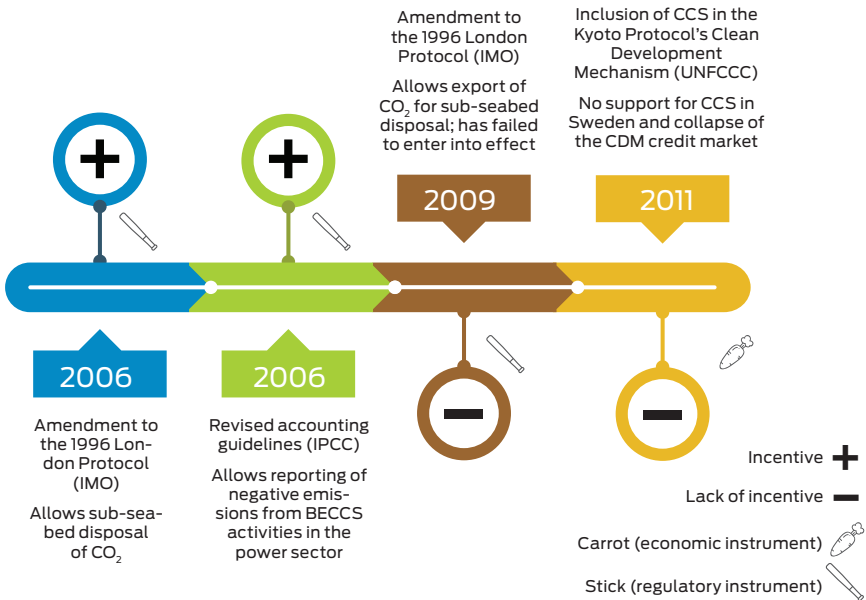 Amendment to
the 1996 London
Protocol (IMO)
Allows export of
CO₂ for sub-seabed
disposal; has failed
to enter into effect
2009
Inclusion of CCS in the
Kyoto Protocol’s Clean
Development
Mechanism (UNFCCC)
No support for CCS in
Sweden and collapse of
the CDM credit market
2011
2006
Amendment to
the 1996 Lon-
don Protocol
(IMO)
Allows sub-sea-
bed disposal
of CO₂
2006
Revised accounting
guidelines (IPCC)
Allows reporting of
negative emis-
sions from BECCS
activities in the
power sector
Incentive
Lack of incentive
Carrot (economic instrument)
Stick (regulatory instrument)